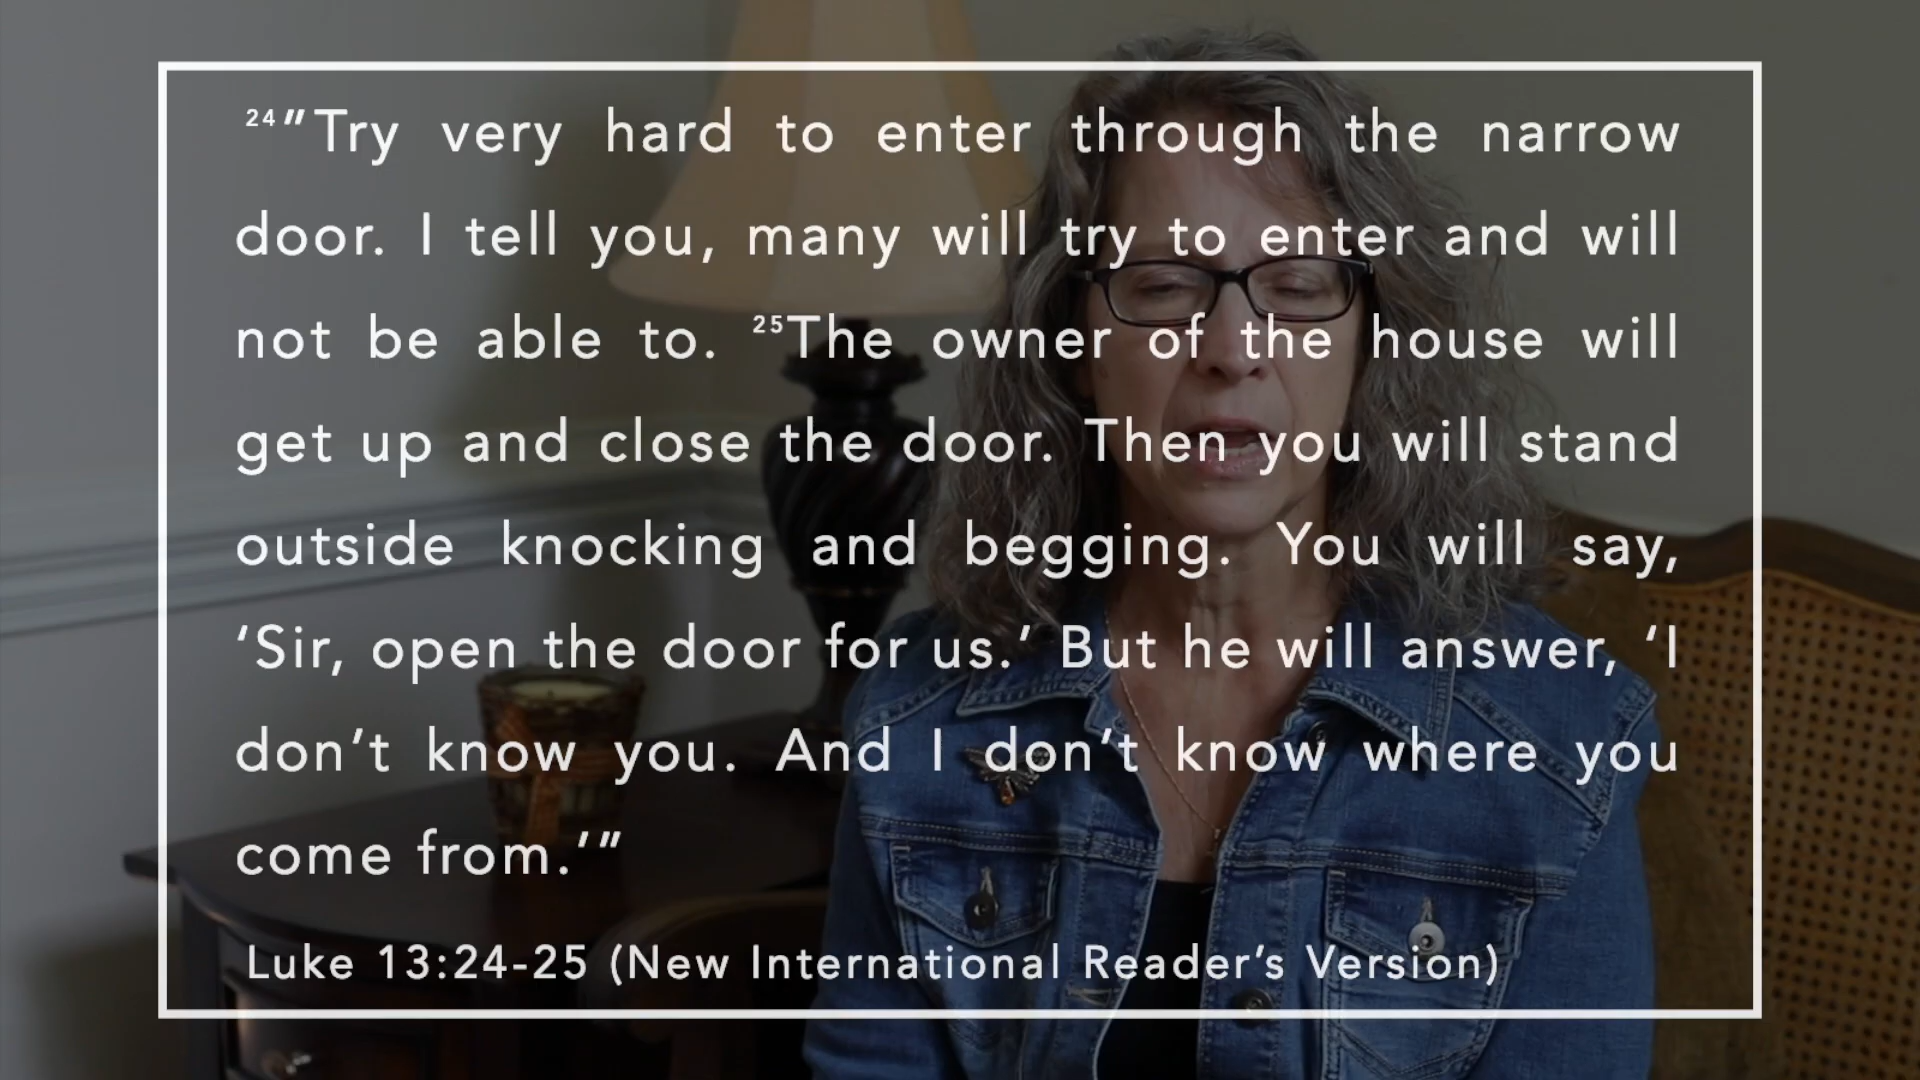 24"Try very hard to enter through the narrow
door. I tell you, many will try to enter and will
not be able to. 25The owner of the house will
get up and close the door. Then you will stand
outside knocking and begging. You will say,
‘Sir, open the door for us.’ But he will answer, ‘I
don’t know you. And I don’t know where you
come from.’"
Luke 13:24-25 (New International Reader’s Version)